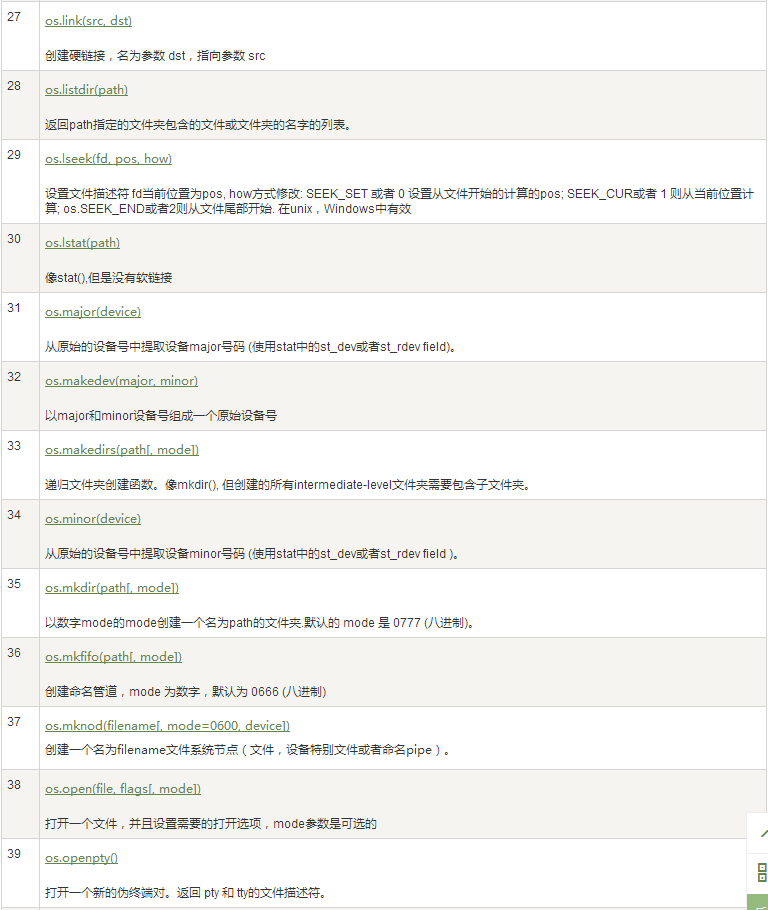 27
os.link(src, dst)
创建硬链接，名为参数 dst，指向参数 src
28
os.listdir(path)
返回path指定的文件夹包含的文件或文件夹的名字的列表。
29
os.lseek(fd, pos, how)
设置文件描述符 fd当前位置为pos, how方式修改: SEEK_SET 或者 0 设置从文件开始的计算的pos; SEEK_CUR或者 1 则从当前位置计
算; os.SEEK_END或者2则从文件尾部开始. 在unix，Windows中有效
30
os.lstat(path)
像stat(),但是没有软链接
31
os.major(device)
从原始的设备号中提取设备major号码 (使用stat中的st_dev或者st_rdev field)。
32
os.makedev(major, minor)
以major和minor设备号组成一个原始设备号
33
os.makedirs(path[, mode])
递归文件夹创建函数。像mkdir(), 但创建的所有intermediate-level文件夹需要包含子文件夹。
34
os.minor(device)
从原始的设备号中提取设备minor号码 (使用stat中的st_dev或者st_rdev field )。
35
os.mkdir(path[, mode])
以数字mode的mode创建一个名为path的文件夹.默认的 mode 是 0777 (八进制)。
36
os.mkfifo(path[, mode])
创建命名管道，mode 为数字，默认为 0666 (八进制)
37
os.mknod(filename[, mode=0600, device])
创建一个名为filename文件系统节点（文件，设备特别文件或者命名pipe）。
38
os.open(file, flags[, mode])
打开一个文件，并且设置需要的打开选项，mode参数是可选的
39
os.openpty()
打开一个新的伪终端对。返回 pty 和 tty的文件描述符。